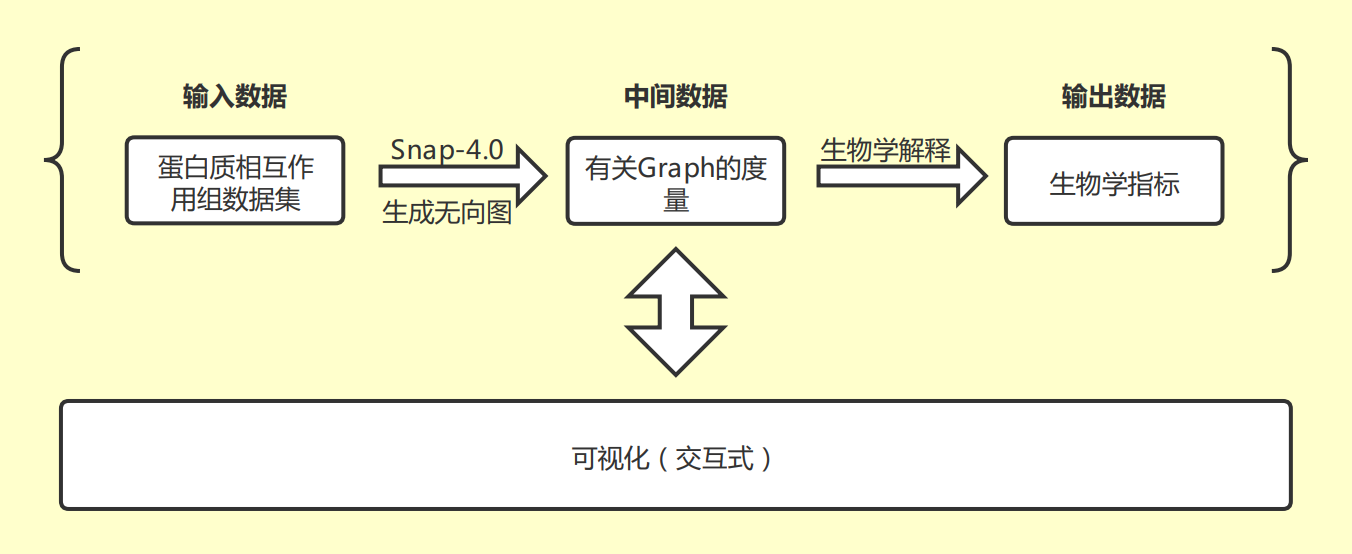 输入数据
中间数据
输出数据
蛋白质相互作
用组数据集
Snap-4.0
生成无向图
有关Graph的度
量
生物学解释
生物学指标
可视化（交互式）